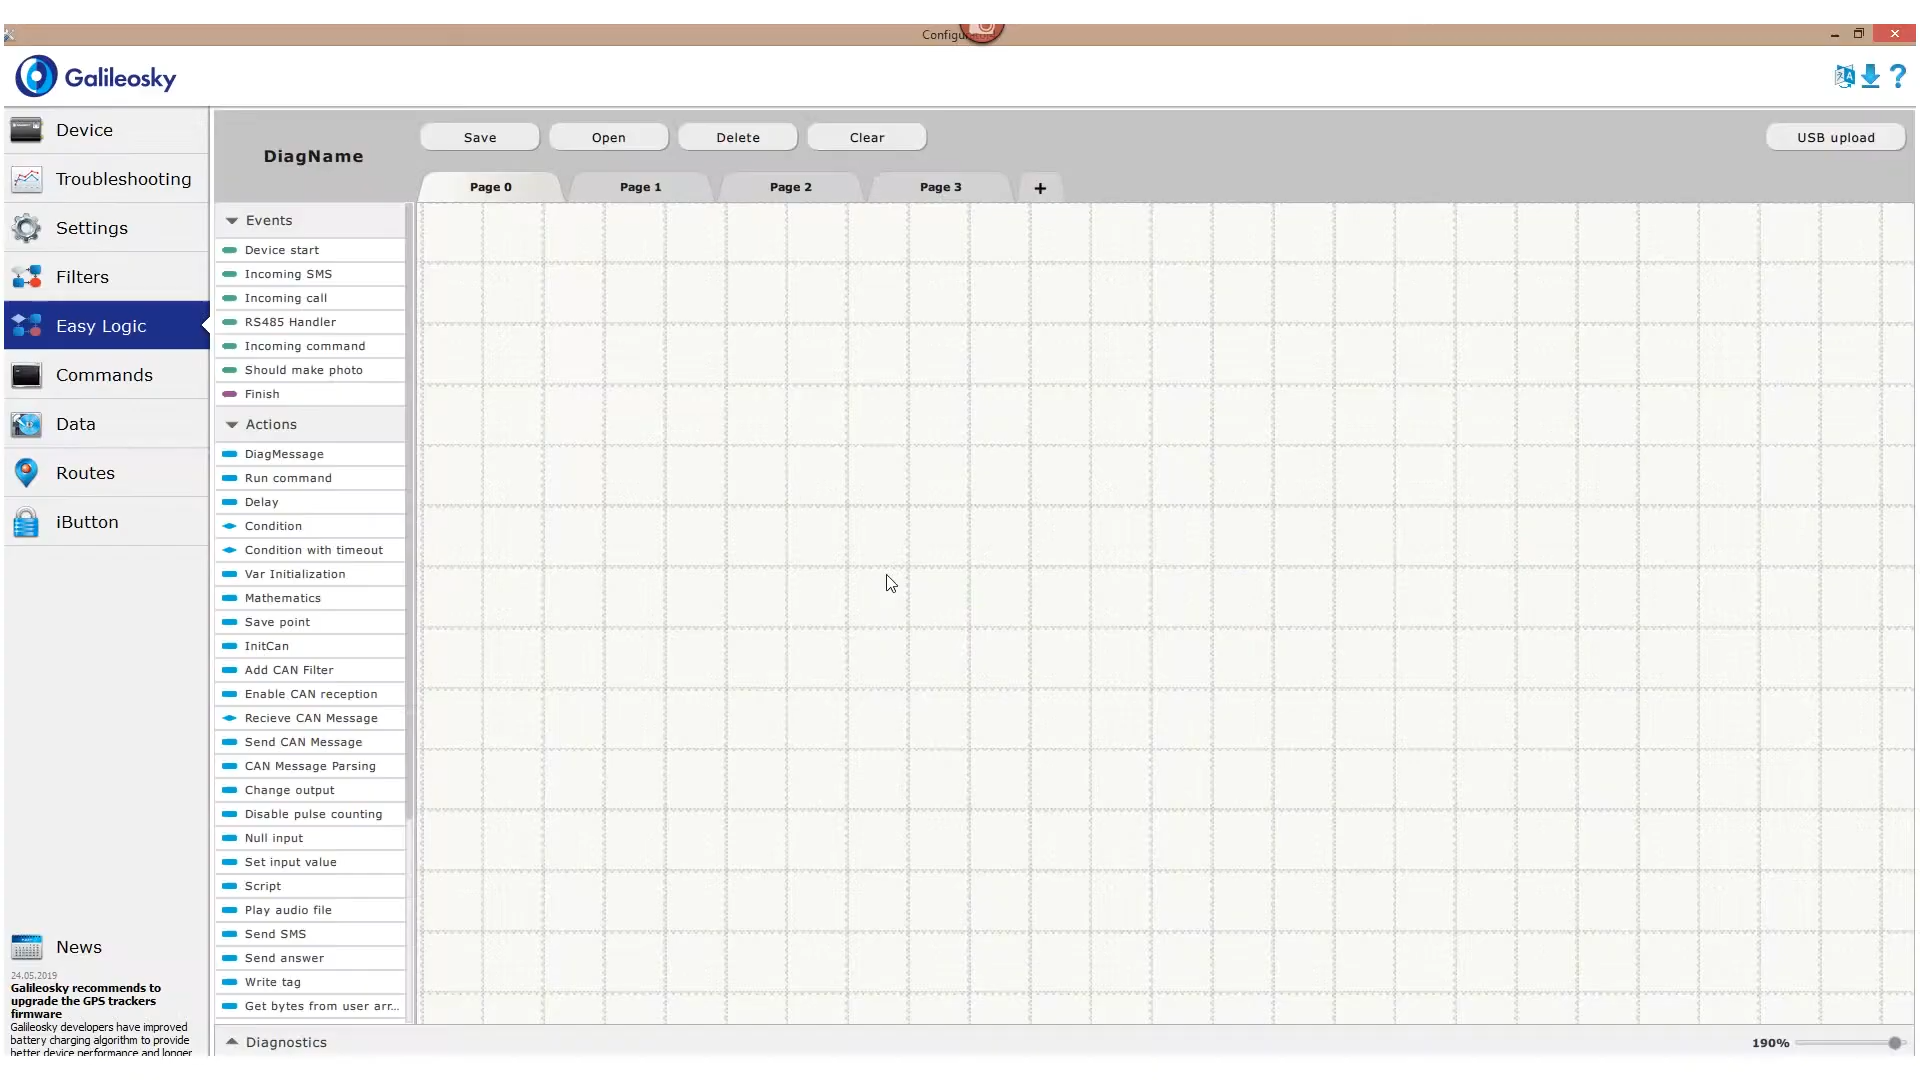 Configu
Galileosky
Device
Troubleshooting
Settings
Filters
Easy Logic
Commands
Data
Routes
iButton
News
24.05.2019
Galileosky recommends to
upgrade the GPS trackers
firmware
Galileosky developers have improved
battery charging algorithm to provide
better device performance and longer
DiagName
Save
Open
Delete
Clear
USB upload
Page 0
Page 1
Page 2
Page 3
+
Events
Device start
Incoming SMS
Incoming call
RS485 Handler
Incoming command
Should make photo
Finish
Actions
DiagMessage
Run command
Delay
Condition
Condition with timeout
Var Initialization
Mathematics
Save point
InitCan
Add CAN Filter
Enable CAN reception
Recieve CAN Message
Send CAN Message
CAN Message Parsing
Change output
Disable pulse counting
Null input
Set input value
Script
Play audio file
Send SMS
Send answer
Write tag
Get bytes from user arr...
Diagnostics
190%